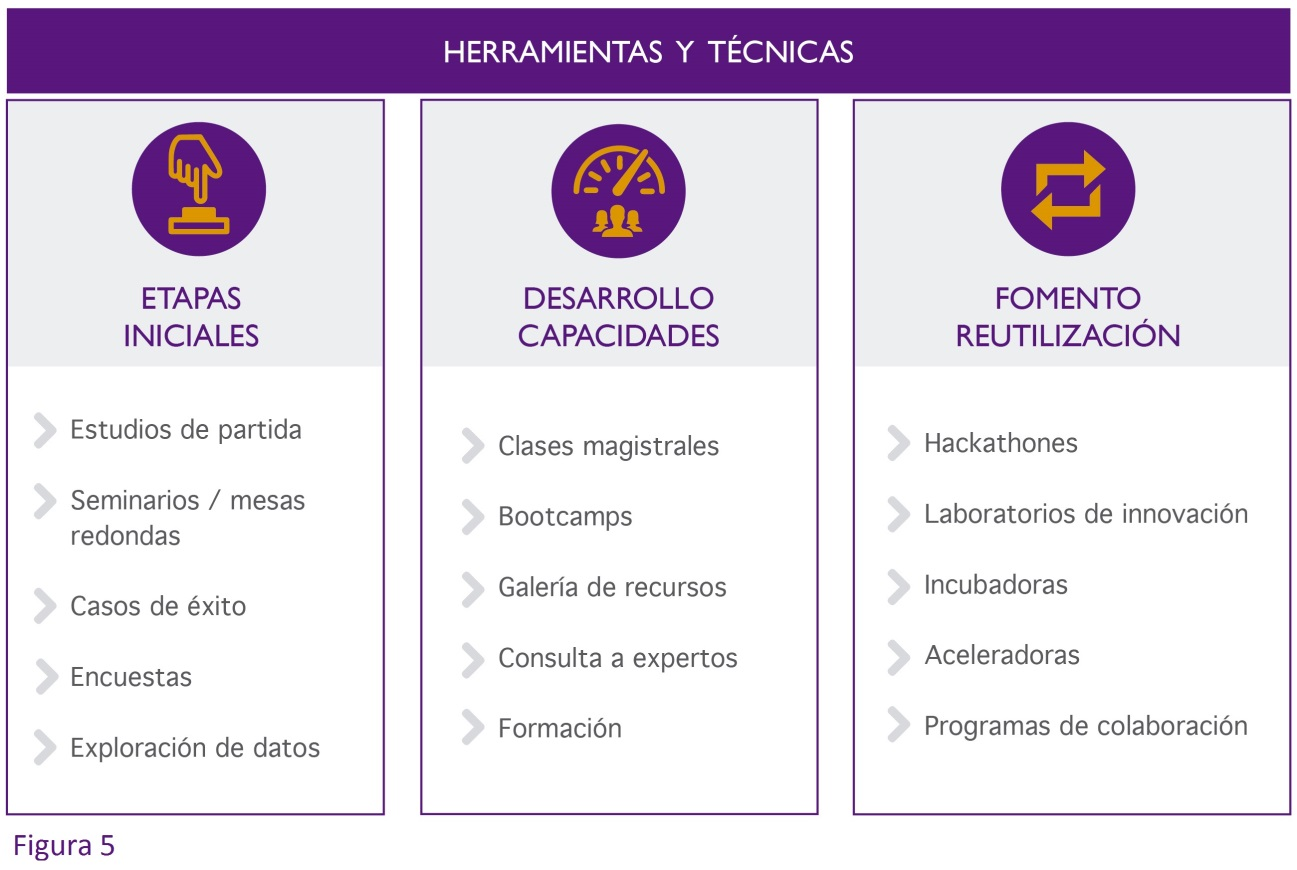 HERRAMIENTAS Y TÉCNICAS
ETAPAS
INICIALES
Estudios de partida
Seminarios / mesas
redondas
Casos de éxito
Encuestas
Exploración de datos
DESARROLLO
CAPACIDADES
Clases magistrales
Bootcamps
Galería de recursos
Consulta a expertos
Formación
FOMENTO
REUTILIZACIÓN
Hackathones
Laboratorios de innovación
Incubadoras
Aceleradoras
Programas de colaboración
Figura 5